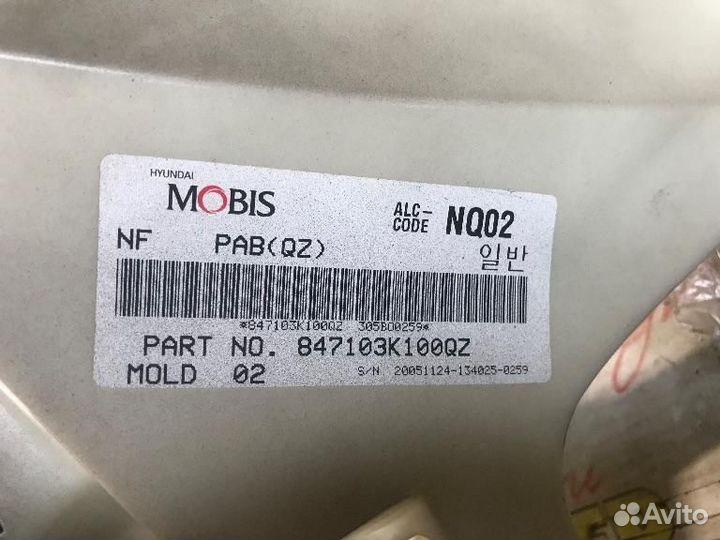 HYUNDAI
MOBIS
ALC-CODE NQ02
NF PAB(QZ)
일반
*847103K100QZ 305B00259*
PART NO. 847103K100QZ
MOLD 02
S/N 20051124-134025-0259
Avito